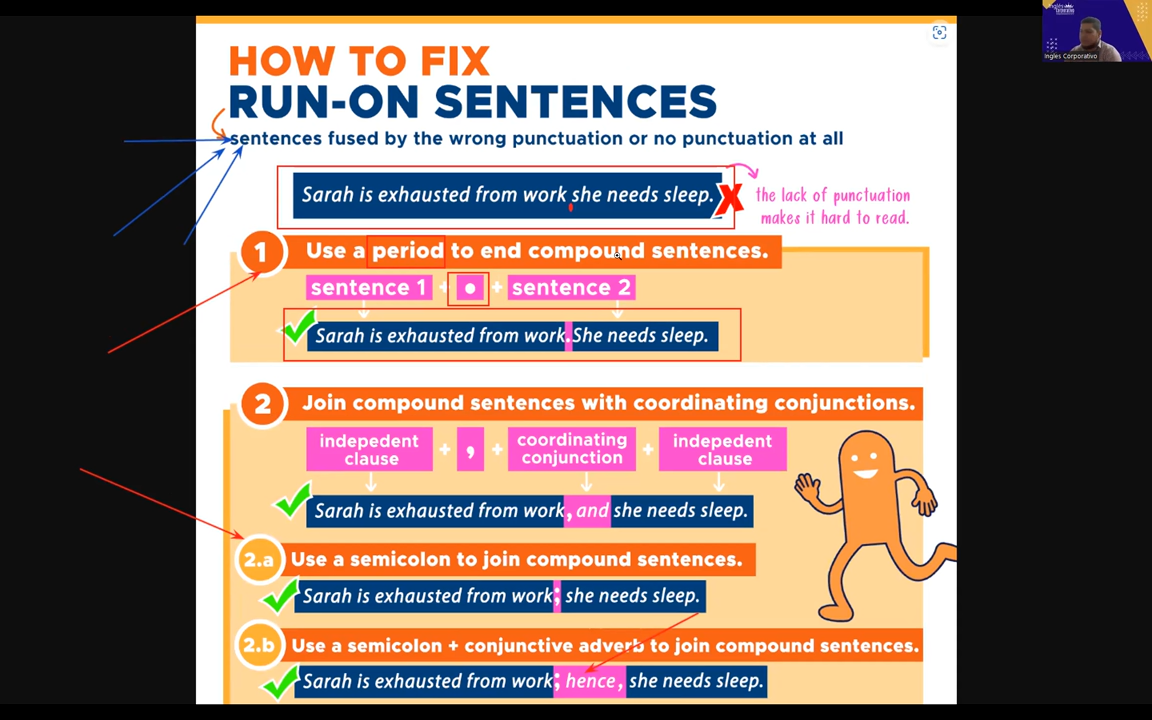 HOW TO FIX
RUN-ON SENTENCES
sentences fused by the wrong punctuation or no punctuation at all
Sarah is exhausted from work she needs sleep.
X
the lack of punctuation
makes it hard to read.
1 Use a period to end compound sentences.
sentence 1 + . + sentence 2
Sarah is exhausted from work. She needs sleep.
2 Join compound sentences with coordinating conjunctions.
indepedent clause + , + coordinating conjunction + indepedent clause
Sarah is exhausted from work, and she needs sleep.
2.a Use a semicolon to join compound sentences.
Sarah is exhausted from work; she needs sleep.
2.b Use a semicolon + conjunctive adverb to join compound sentences.
Sarah is exhausted from work; hence, she needs sleep.
Ingles Corporativo